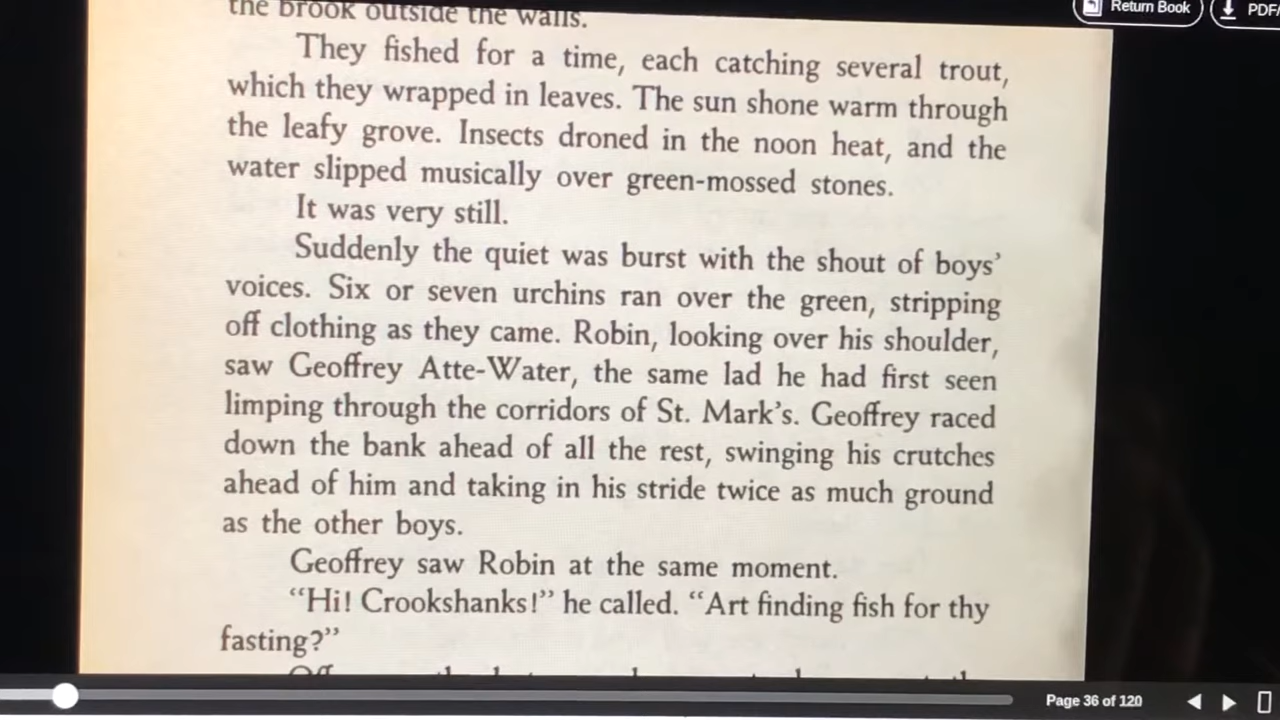 Return Book
PDF/
the brook outside the walls.
They fished for a time, each catching several trout,
which they wrapped in leaves. The sun shone warm through
the leafy grove. Insects droned in the noon heat, and the
water slipped musically over green-mossed stones.
It was very still.
Suddenly the quiet was burst with the shout of boys’
voices. Six or seven urchins ran over the green, stripping
off clothing as they came. Robin, looking over his shoulder,
saw Geoffrey Atte-Water, the same lad he had first seen
limping through the corridors of St. Mark’s. Geoffrey raced
down the bank ahead of all the rest, swinging his crutches
ahead of him and taking in his stride twice as much ground
as the other boys.
Geoffrey saw Robin at the same moment.
“Hi! Crookshanks!” he called. “Art finding fish for thy
fasting?”
Page 36 of 120